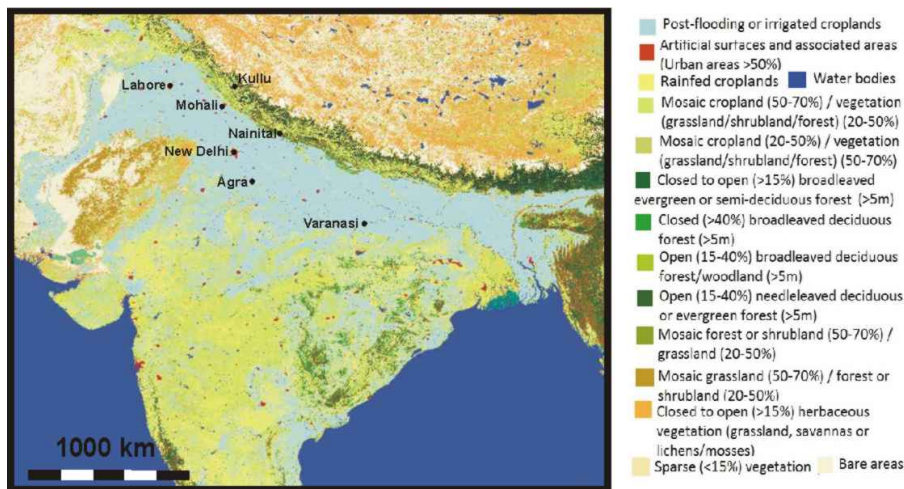 Labore
Kullu
Mohali
Nainital
New Delhi
Agra
Varanasi
1000 km
Post-flooding or irrigated croplands
Artificial surfaces and associated areas
(Urban areas >50%)
Rainfed croplands
Water bodies
Mosaic cropland (50-70%) / vegetation
(grassland/shrubland/forest) (20-50%)
Mosaic cropland (20-50%) / vegetation
(grassland/shrubland/forest) (50-70%)
Closed to open (>15%) broadleaved
evergreen or semi-deciduous forest (>5m)
Closed (>40%) broadleaved deciduous
forest (>5m)
Open (15-40%) broadleaved deciduous
forest/woodland (>5m)
Open (15-40%) needleleaved deciduous
or evergreen forest (>5m)
Mosaic forest or shrubland (50-70%) /
grassland (20-50%)
Mosaic grassland (50-70%) / forest or
shrubland (20-50%)
Closed to open (>15%) herbaceous
vegetation (grassland, savannas or
lichens/mosses)
Sparse (<15%) vegetation
Bare areas